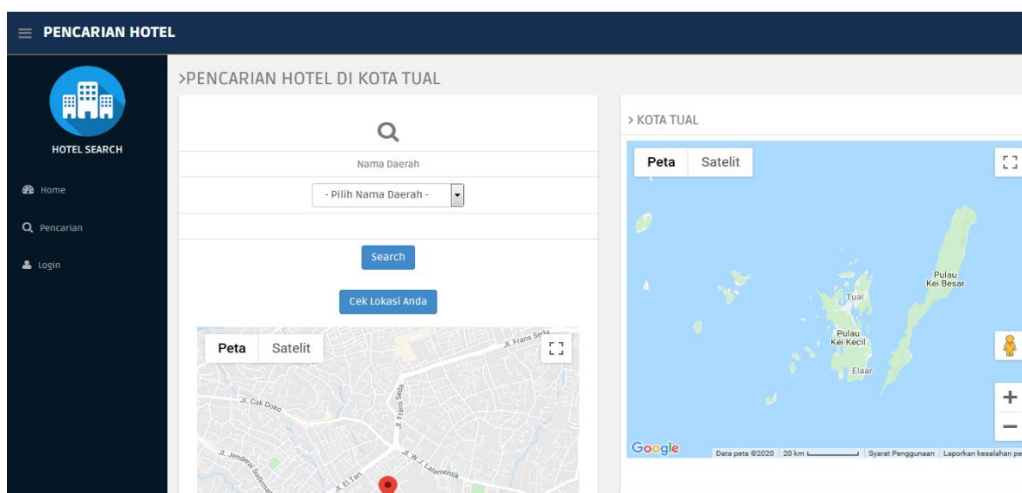 PENCARIAN HOTEL
HOTEL SEARCH
Home
Pencarian
Login
>PENCARIAN HOTEL DI KOTA TUAL
Nama Daerah
- Pilih Nama Daerah -
Search
Cek Lokasi Anda
Peta Satelit
Jl. Frans Seda
Jl. Cak Doko
Jl. Frans Seda
Jl. W.J. Lalamentik
Jl. El Tari
Jl. Jenderal Sudirman
> KOTA TUAL
Peta Satelit
Pulau
Kei Besar
Tual
Pulau
Kei Kecil
Elaar
Google
Data peta ©2020 20 km Syarat Penggunaan Laporkan kesalahan pe